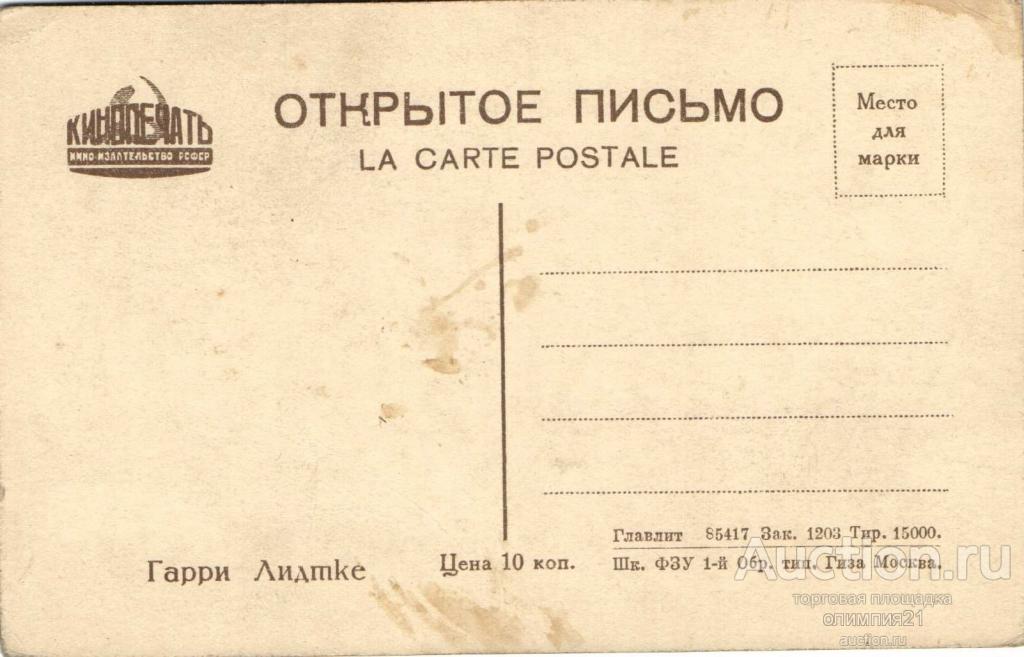 КИНОПЕЧАТЬ
КИНО-ИЗДАТЕЛЬСТВО РСФСР
ОТКРЫТОЕ ПИСЬМО
LA CARTE POSTALE
Место
для
марки
Главлит 85417 Зак. 1203 Тир. 15000.
Шк. ФЗУ 1-й Обр. тип. Гиза Москва.
Гарри Лидтке
Цена 10 коп.
Auction.ru
торговая площадка
олимпия21
auction.ru